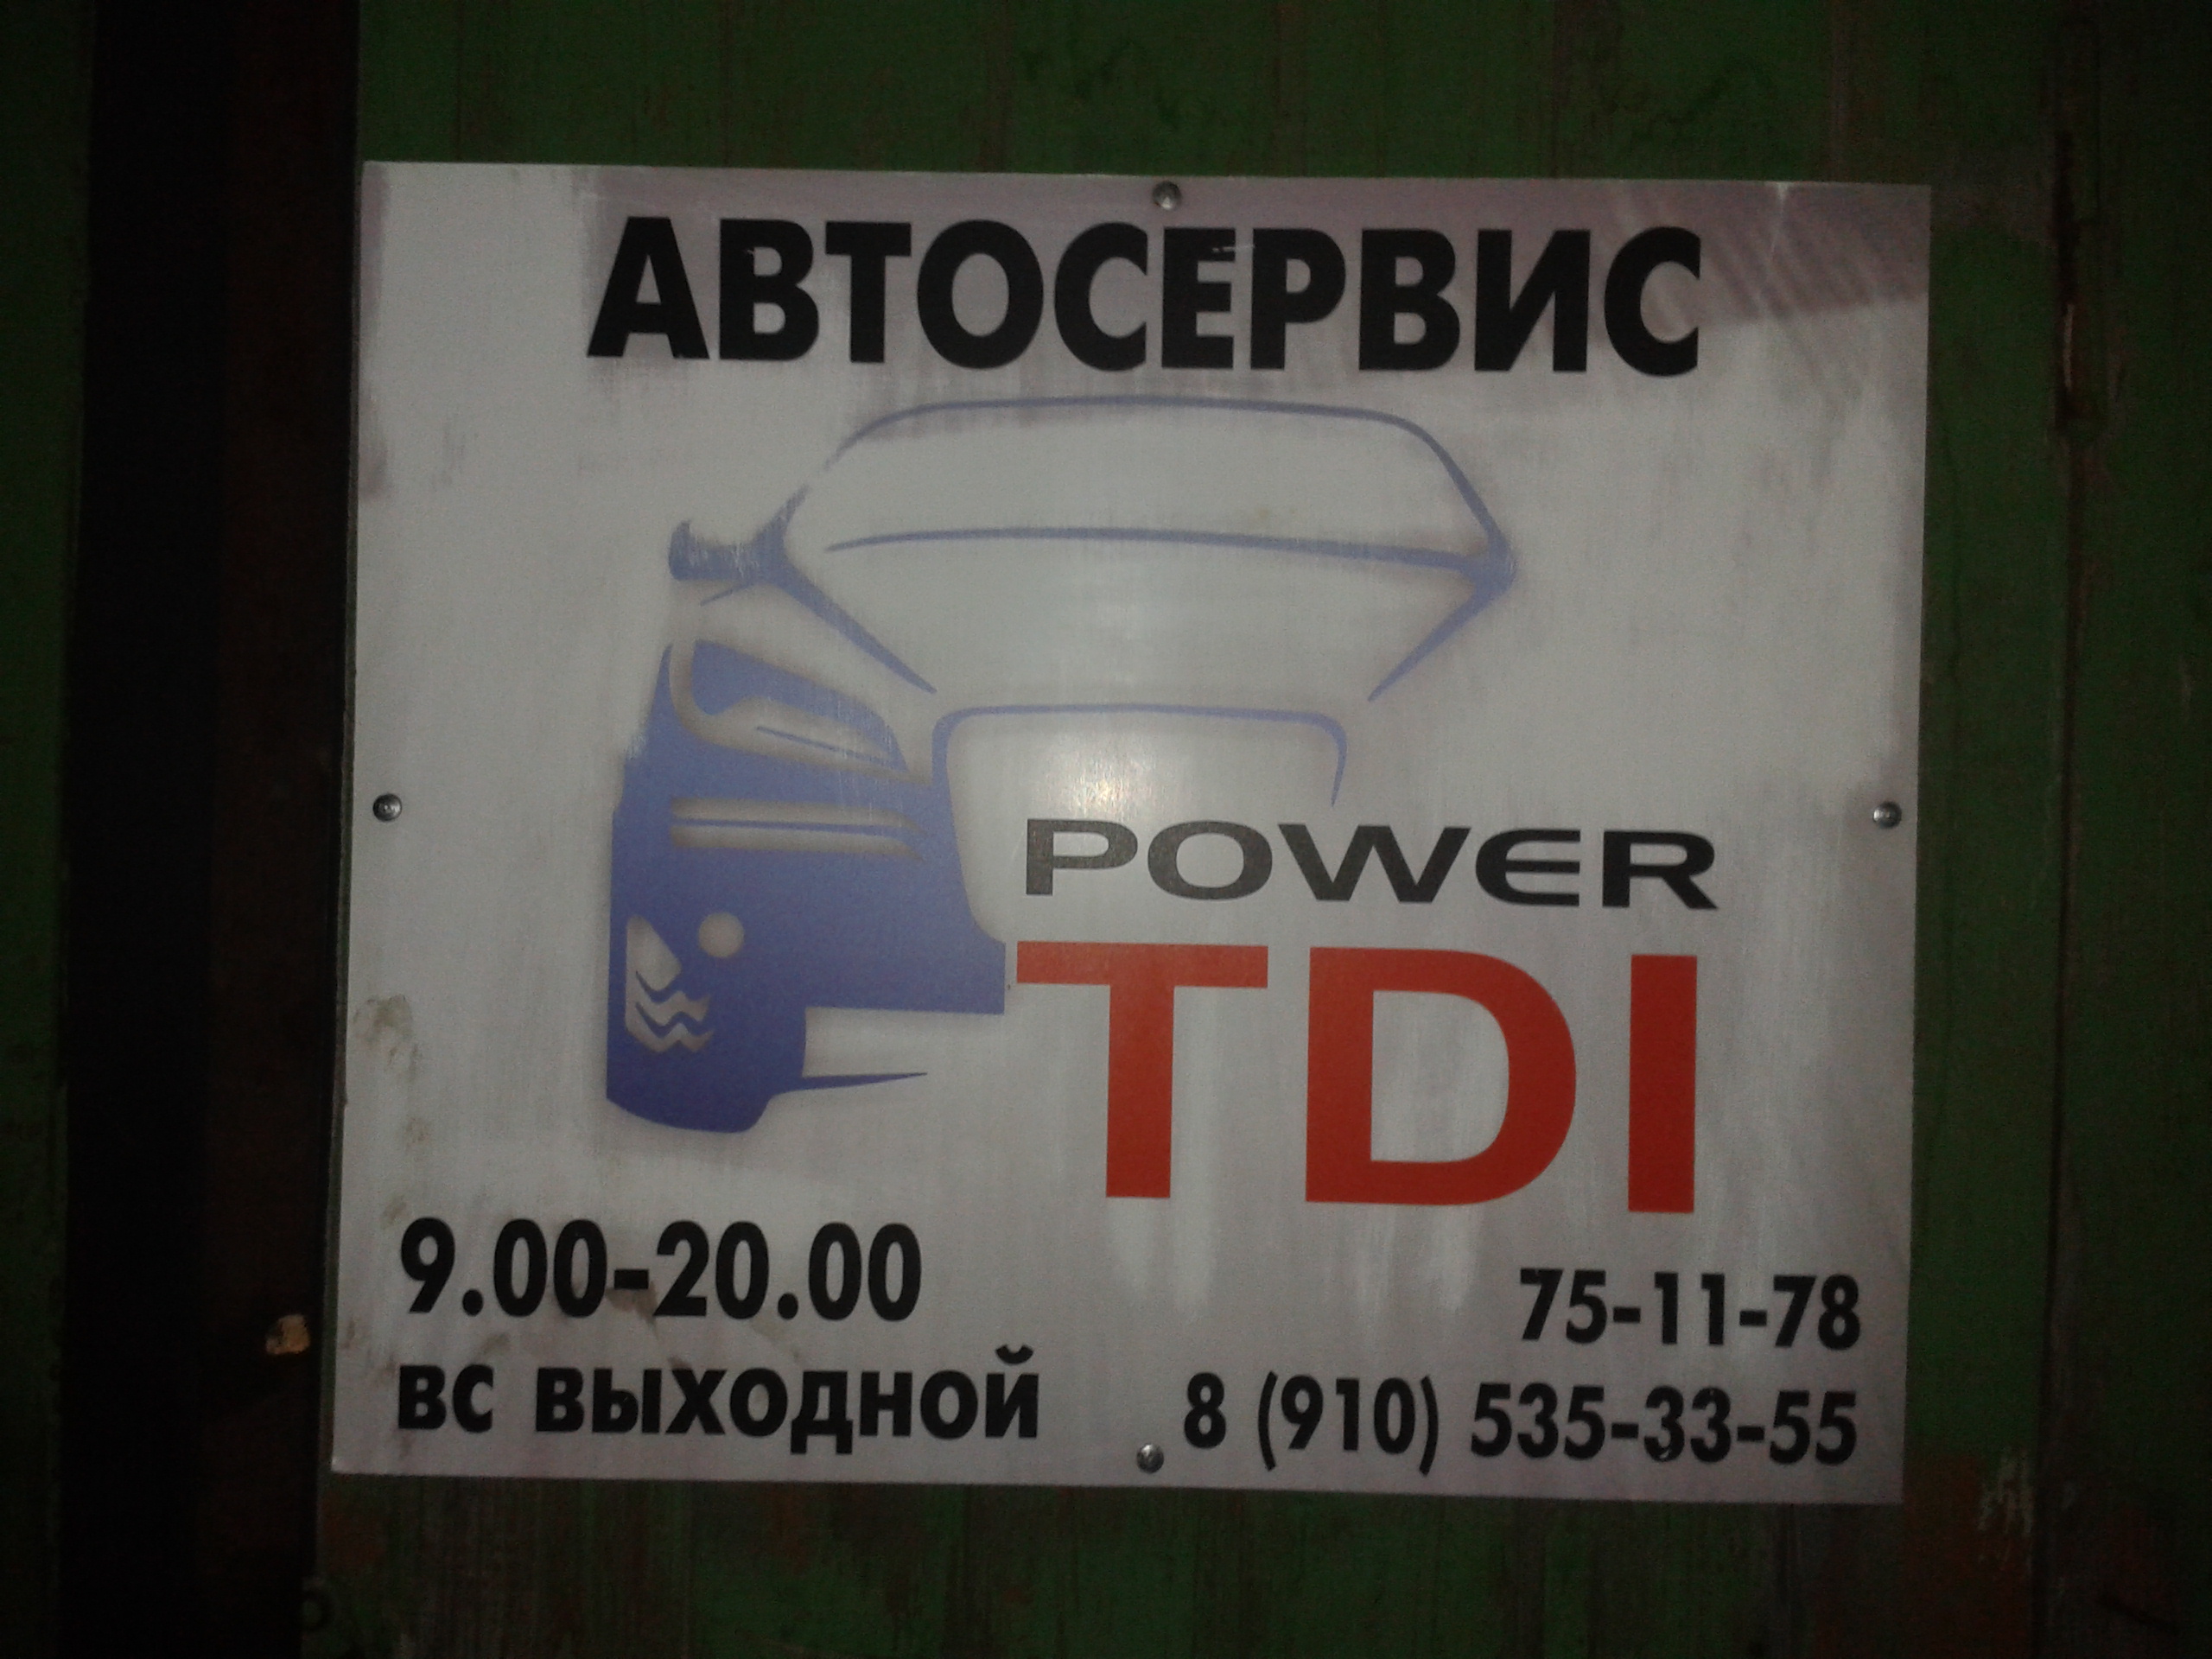 АВТОСЕРВИС
POWER
TDI
9.00-20.00
ВС ВЫХОДНОЙ
75-11-78
8 (910) 535-33-55